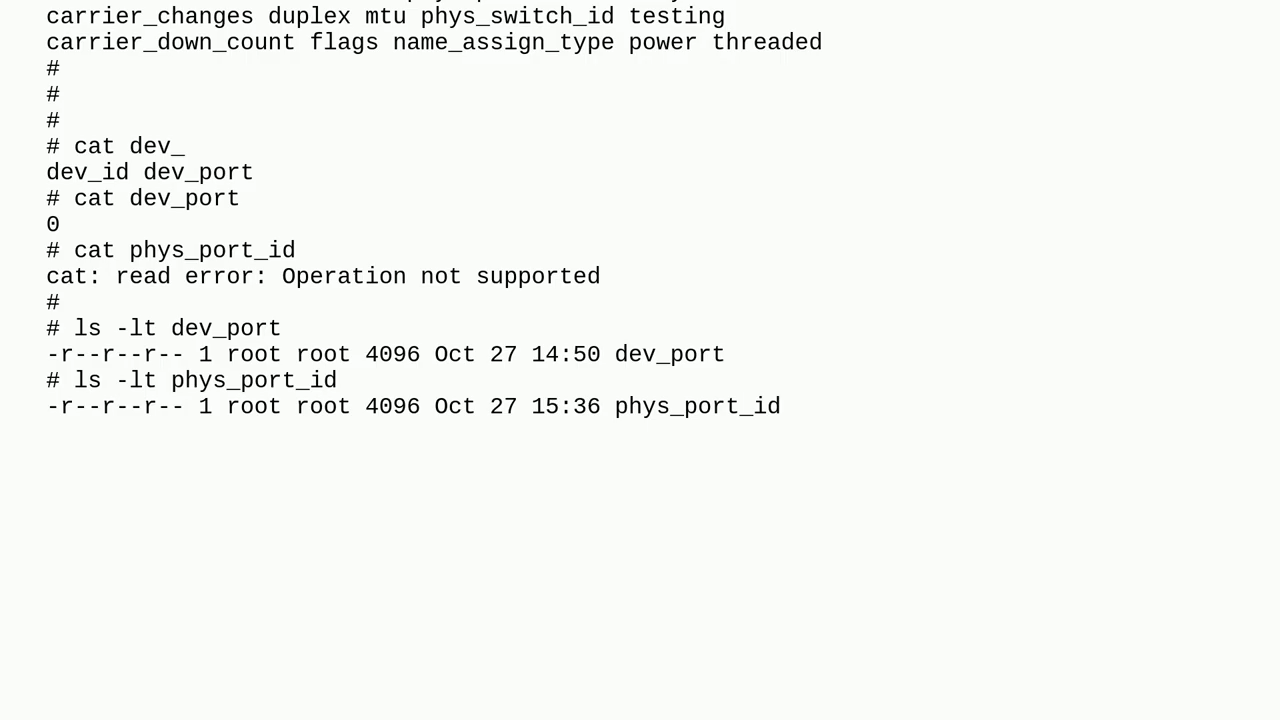 carrier_changes duplex mtu phys_switch_id testing
carrier_down_count flags name_assign_type power threaded
#
#
#
# cat dev_
dev_id dev_port
# cat dev_port
0
# cat phys_port_id
cat: read error: Operation not supported
#
# ls -lt dev_port
-r--r--r-- 1 root root 4096 Oct 27 14:50 dev_port
# ls -lt phys_port_id
-r--r--r-- 1 root root 4096 Oct 27 15:36 phys_port_id